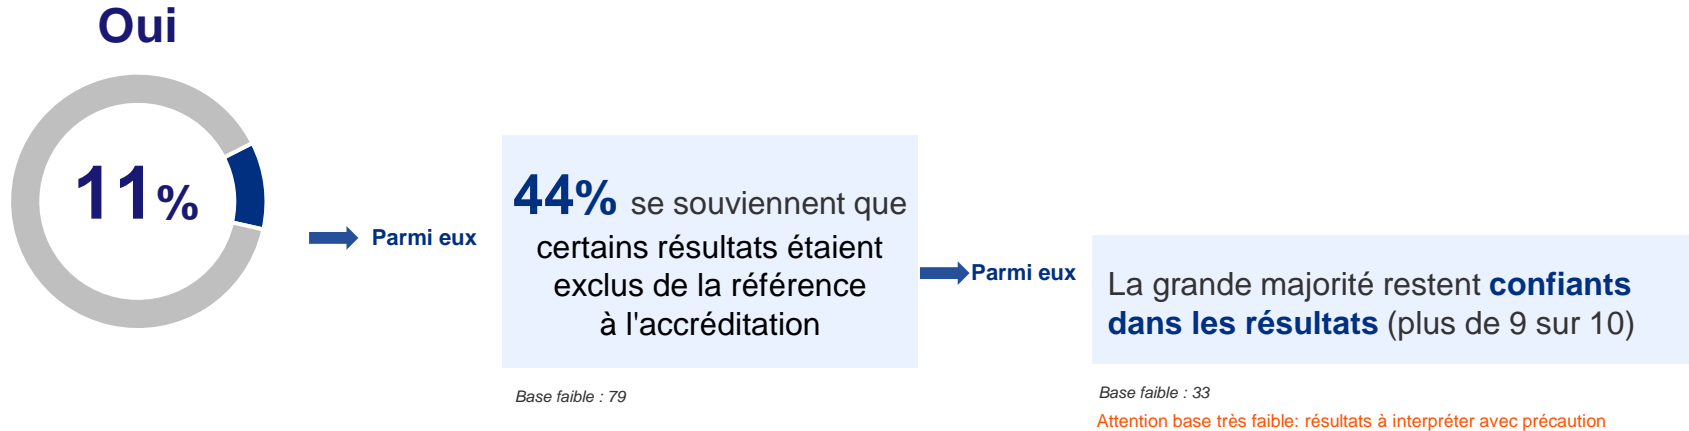 Oui
11%
Parmi eux
44% se souviennent que
certains résultats étaient
exclus de la référence
à l'accréditation
Base faible : 79
Parmi eux
La grande majorité restent confiants
dans les résultats (plus de 9 sur 10)
Base faible : 33
Attention base très faible: résultats à interpréter avec précaution